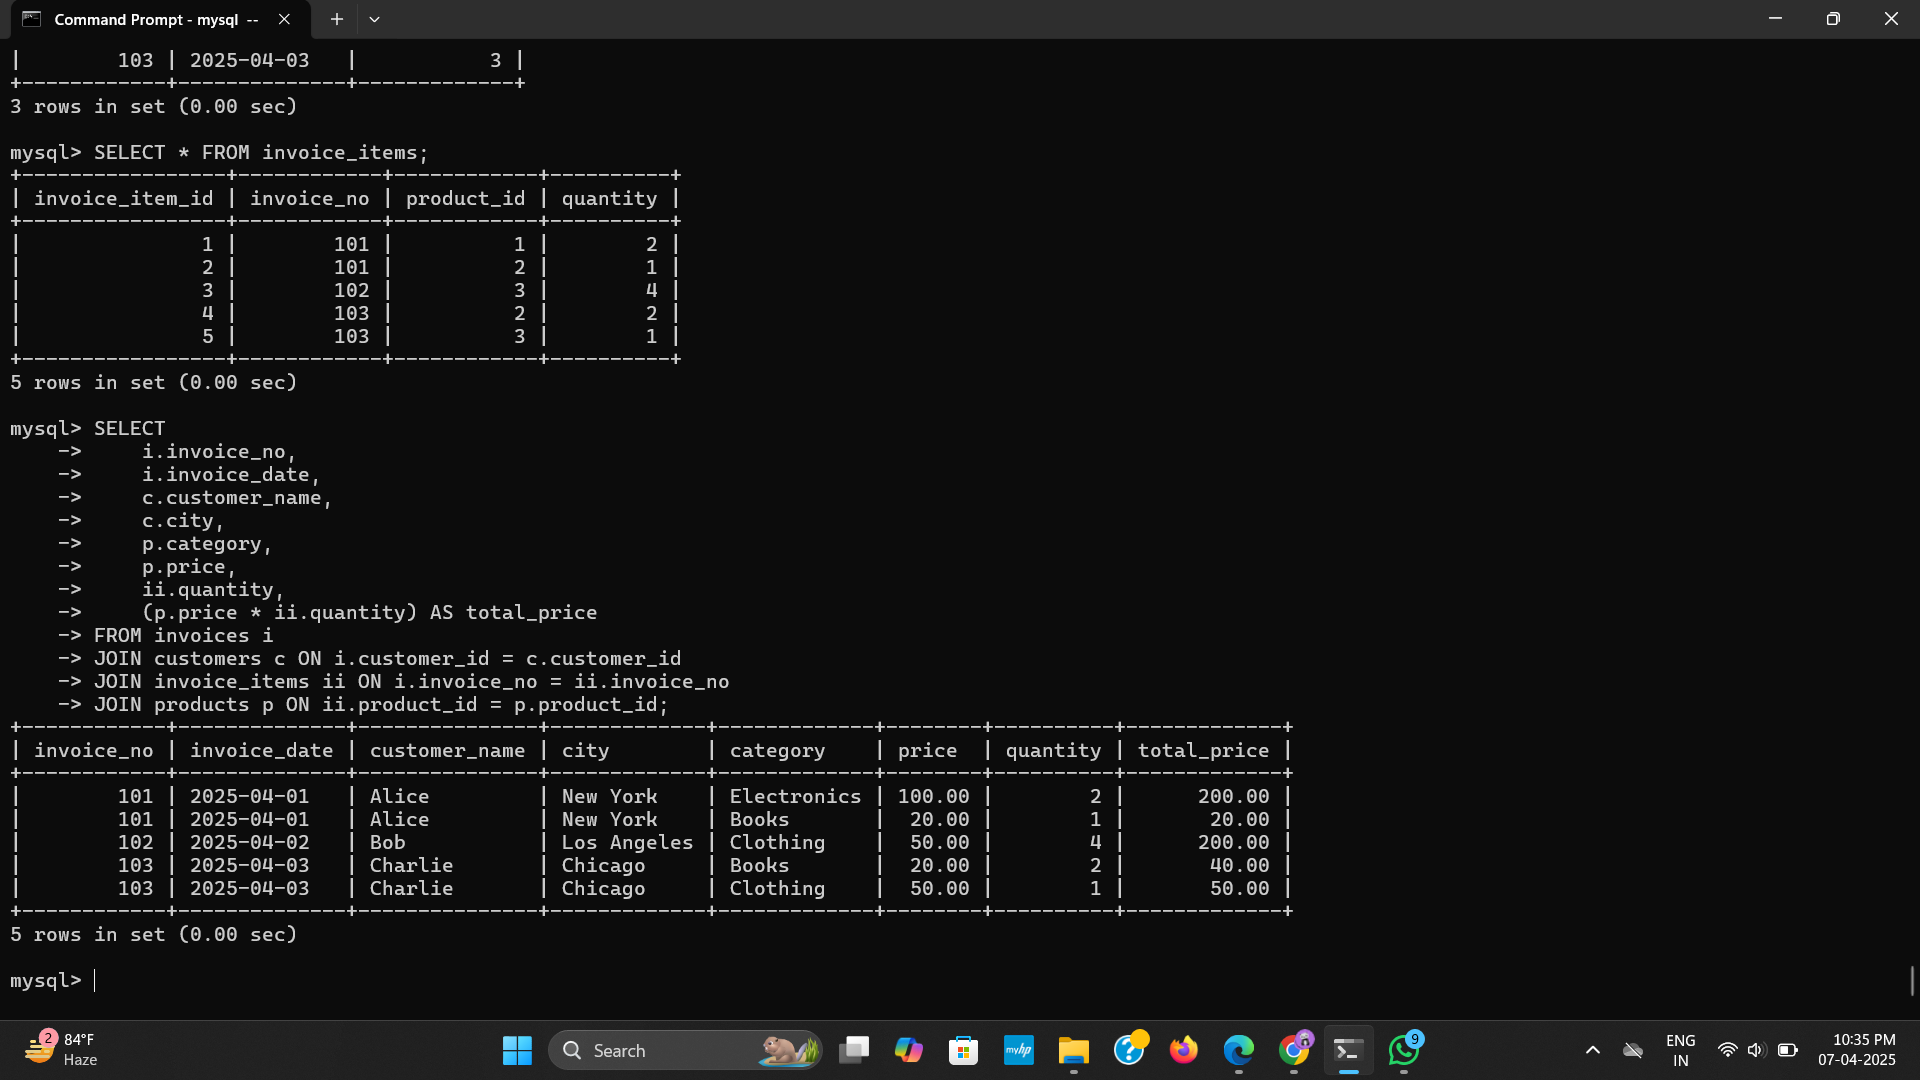 Command Prompt - mysql --
|        103 | 2025-04-03   |           3 |
+------------+--------------+-------------+
3 rows in set (0.00 sec)
mysql> SELECT * FROM invoice_items;
+-----------------+------------+------------+----------+
| invoice_item_id | invoice_no | product_id | quantity |
+-----------------+------------+------------+----------+
|               1 |        101 |          1 |        2 |
|               2 |        101 |          2 |        1 |
|               3 |        102 |          3 |        4 |
|               4 |        103 |          2 |        2 |
|               5 |        103 |          3 |        1 |
+-----------------+------------+------------+----------+
5 rows in set (0.00 sec)
mysql> SELECT
    ->     i.invoice_no,
    ->     i.invoice_date,
    ->     c.customer_name,
    ->     c.city,
    ->     p.category,
    ->     p.price,
    ->     ii.quantity,
    ->     (p.price * ii.quantity) AS total_price
    -> FROM invoices i
    -> JOIN customers c ON i.customer_id = c.customer_id
    -> JOIN invoice_items ii ON i.invoice_no = ii.invoice_no
    -> JOIN products p ON ii.product_id = p.product_id;
+------------+--------------+---------------+-------------+-------------+--------+----------+-------------+
| invoice_no | invoice_date | customer_name | city        | category    | price  | quantity | total_price |
+------------+--------------+---------------+-------------+-------------+--------+----------+-------------+
|        101 | 2025-04-01   | Alice         | New York    | Electronics | 100.00 |        2 |      200.00 |
|        101 | 2025-04-01   | Alice         | New York    | Books       |  20.00 |        1 |       20.00 |
|        102 | 2025-04-02   | Bob           | Los Angeles | Clothing    |  50.00 |        4 |      200.00 |
|        103 | 2025-04-03   | Charlie       | Chicago     | Books       |  20.00 |        2 |       40.00 |
|        103 | 2025-04-03   | Charlie       | Chicago     | Clothing    |  50.00 |        1 |       50.00 |
+------------+--------------+---------------+-------------+-------------+--------+----------+-------------+
5 rows in set (0.00 sec)
mysql>
2
84°F
Haze
Search
myhp
9
ENG
IN
10:35 PM
07-04-2025